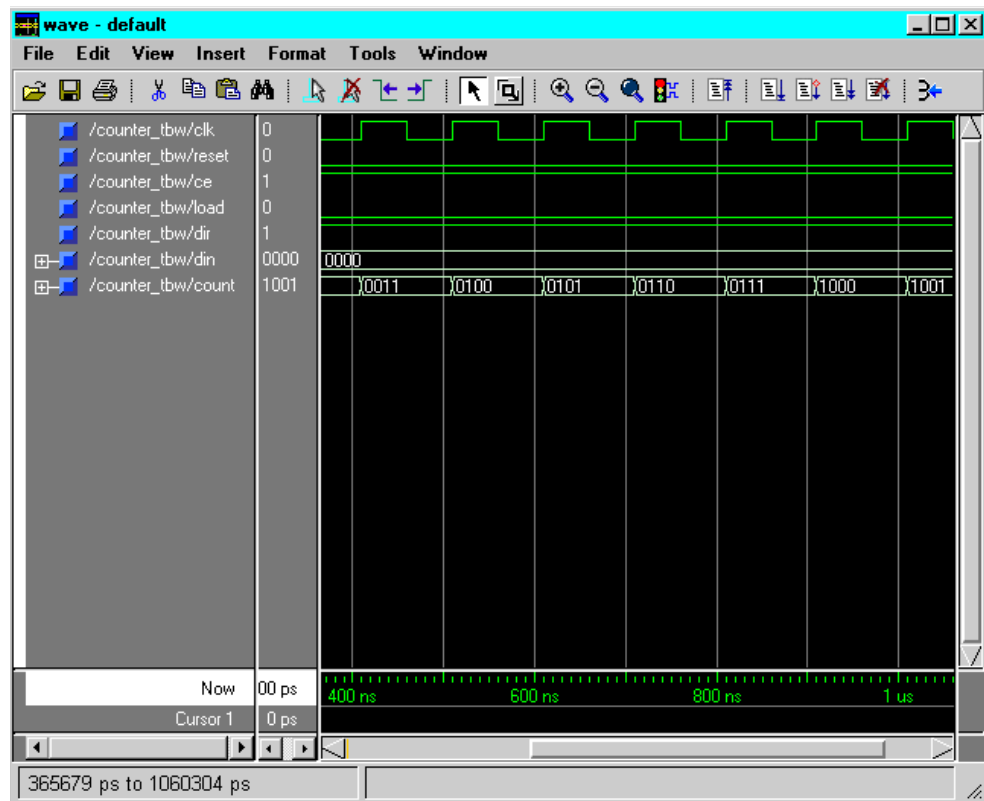 wave - default
File Edit View Insert Format Tools Window
/counter_tbw/clk 0
/counter_tbw/reset 0
/counter_tbw/ce 1
/counter_tbw/load 0
/counter_tbw/dir 1
/counter_tbw/din 0000 0000
/counter_tbw/count 1001 0011 0100 0101 0110 0111 1000 1001
Now 00 ps 400 ns 600 ns 800 ns 1 us
Cursor 1 0 ps
365679 ps to 1060304 ps